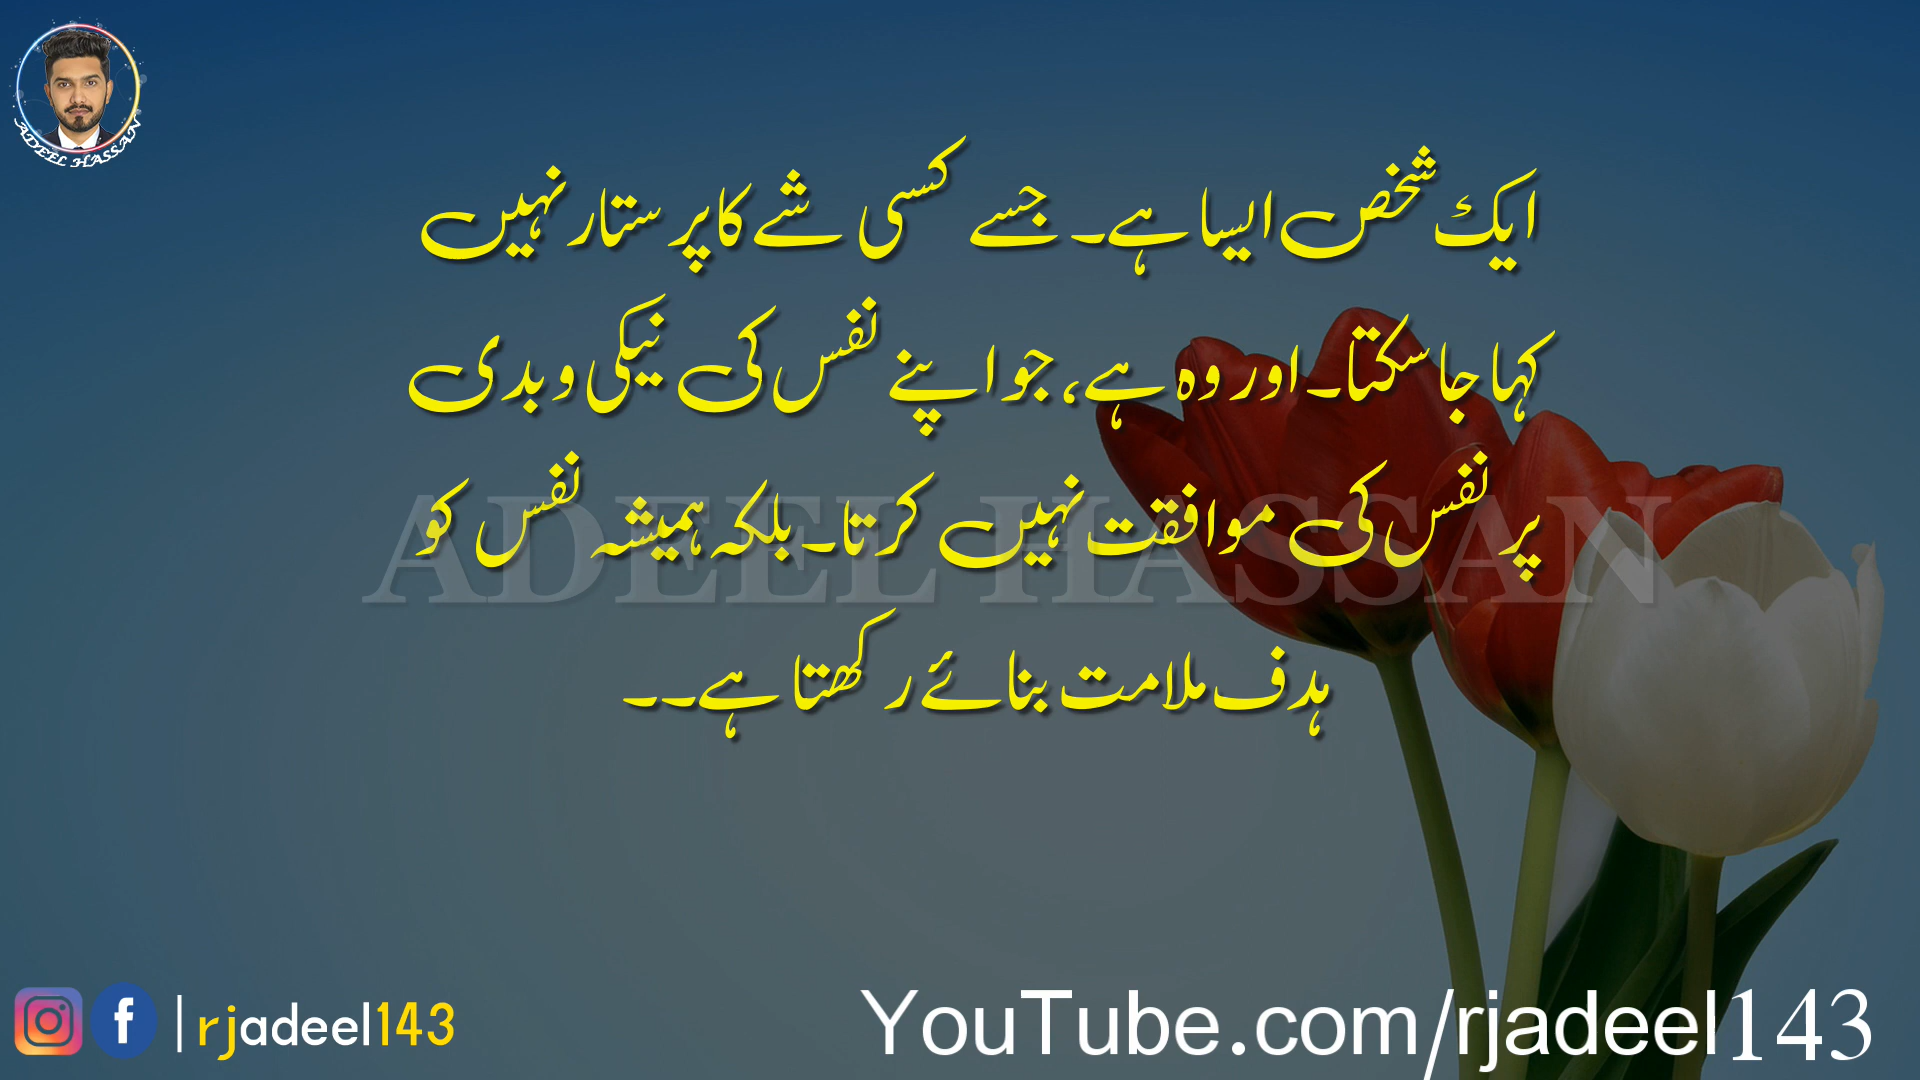 ADEEL HASSAN
ایک شخص ایسا ہے۔ جسے کسی شے کا پرستار نہیں
کہا جا سکتا۔ اور وہ ہے، جو اپنے نفس کی نیکی و بدی
پر نفس کی موافقت نہیں کرتا۔ بلکہ ہمیشہ نفس کو
ADEEL HASSAN
ہدف ملامت بنائے رکھتا ہے۔۔
|rjadeel143
YouTube.com/rjadeel143